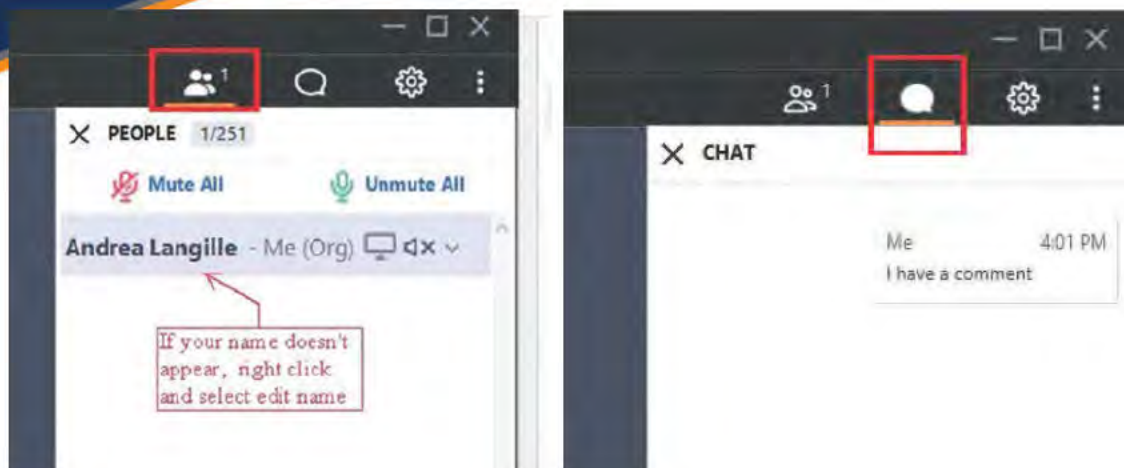 1
PEOPLE 1/251
Mute All Unmute All
Andrea Langille - Me (Org)
If your name doesn't
appear, right click
and select edit name
1
CHAT
Me 4:01 PM
I have a comment